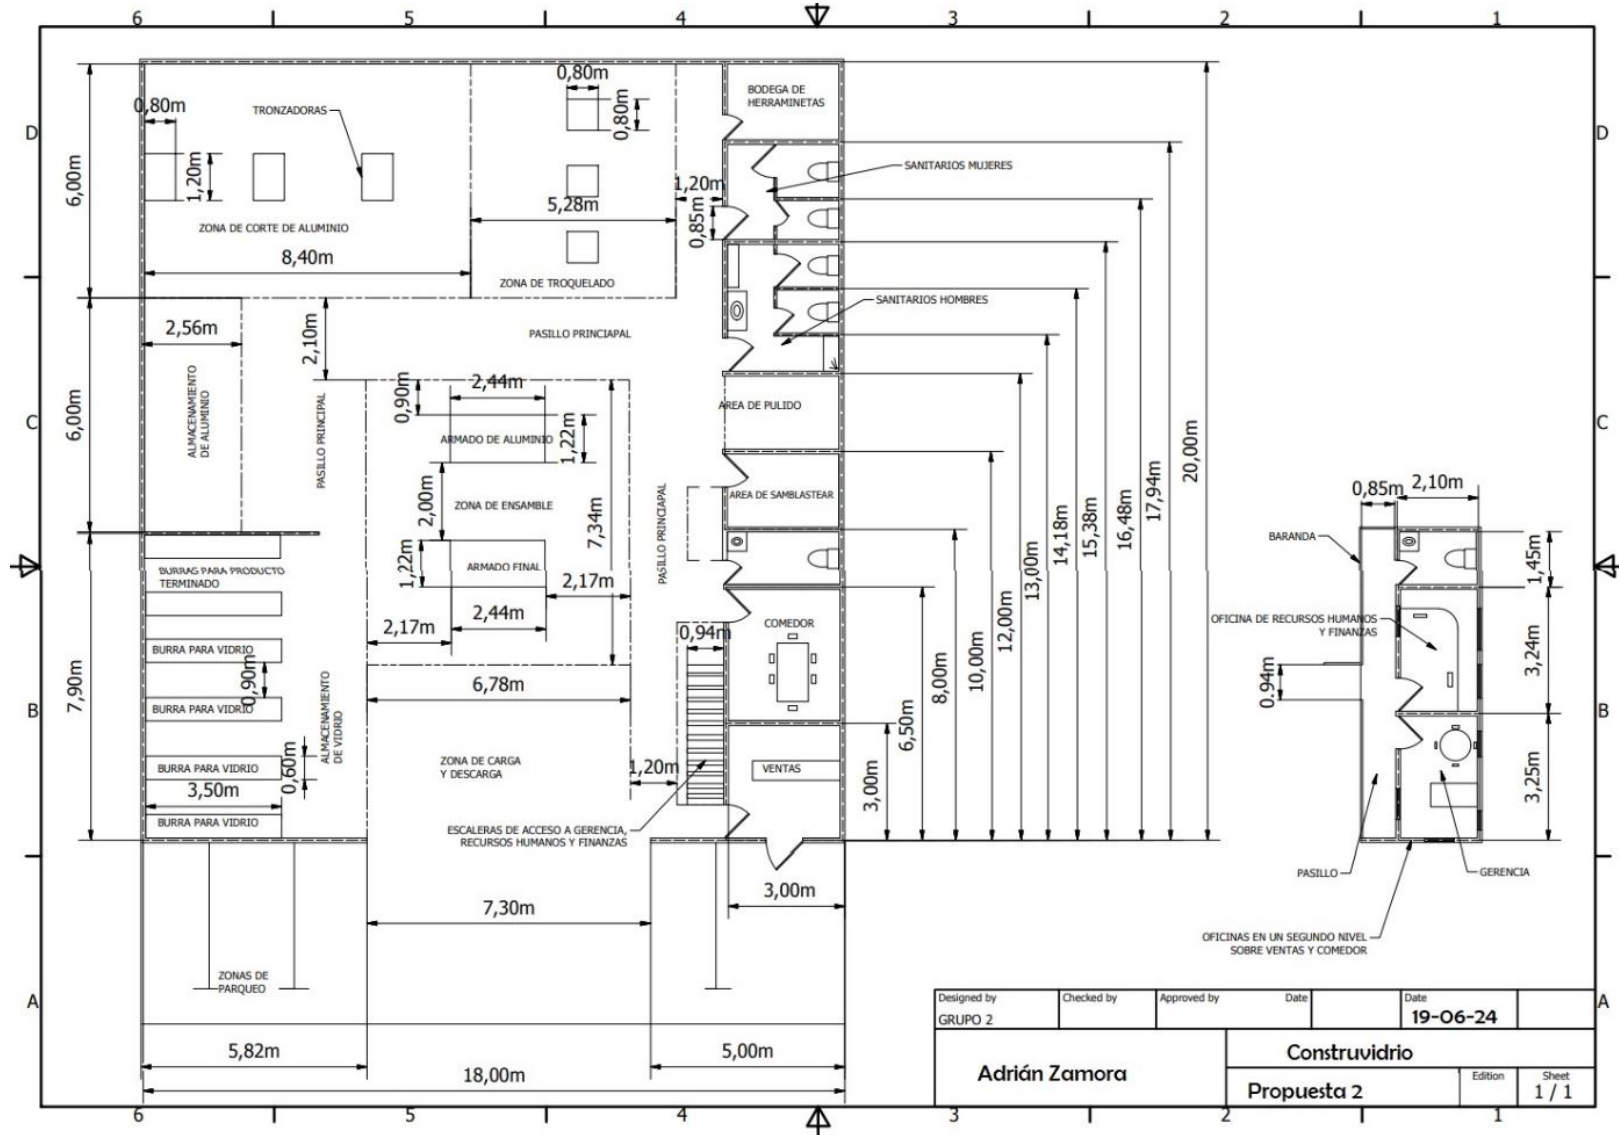 6 5 4 3 2 1
D
C
B
A
D
C
B
A
6 5 4 3 2 1
0,80m
TRONZADORAS
0,80m
0,80m
1,20m
6,00m
ZONA DE CORTE DE ALUMINIO
8,40m
5,28m
ZONA DE TROQUELADO
1,20m
0,85m
BODEGA DE
HERRAMINETAS
SANITARIOS MUJERES
SANITARIOS HOMBRES
2,56m
2,10m
PASILLO PRINCIAPAL
6,00m
ALMACENAMIENTO
DE ALUMINIO
PASILLO PRINCIPAL
0,90m
2,44m
ARMADO DE ALUMINIO
1,22m
AREA DE PULIDO
2,00m
ZONA DE ENSAMBLE
7,34m
PASILLO PRINCIAPAL
AREA DE SAMBLASTEAR
1,22m
ARMADO FINAL
2,17m
2,44m
2,17m
6,78m
BURRAS PARA PRODUCTO
TERMINADO
BURRA PARA VIDRIO
0,90m
BURRA PARA VIDRIO
BURRA PARA VIDRIO
0,60m
3,50m
BURRA PARA VIDRIO
7,90m
ALMACENAMIENTO
DE VIDRIO
ZONA DE CARGA
Y DESCARGA
1,20m
0,94m
COMEDOR
VENTAS
ESCALERAS DE ACCESO A GERENCIA,
RECURSOS HUMANOS Y FINANZAS
3,00m
7,30m
ZONAS DE
PARQUEO
5,82m
5,00m
18,00m
3,00m
6,50m
8,00m
10,00m
12,00m
13,00m
14,18m
15,38m
16,48m
17,94m
20,00m
0,85m
2,10m
BARANDA
1,45m
OFICINA DE RECURSOS HUMANOS
Y FINANZAS
3,24m
0.94m
3,25m
PASILLO
GERENCIA
OFICINAS EN UN SEGUNDO NIVEL
SOBRE VENTAS Y COMEDOR
Designed by
GRUPO 2
Checked by
Approved by
Date
Date
19-06-24
Adrián Zamora
Construvidrio
Propuesta 2
Edition
Sheet
1 / 1